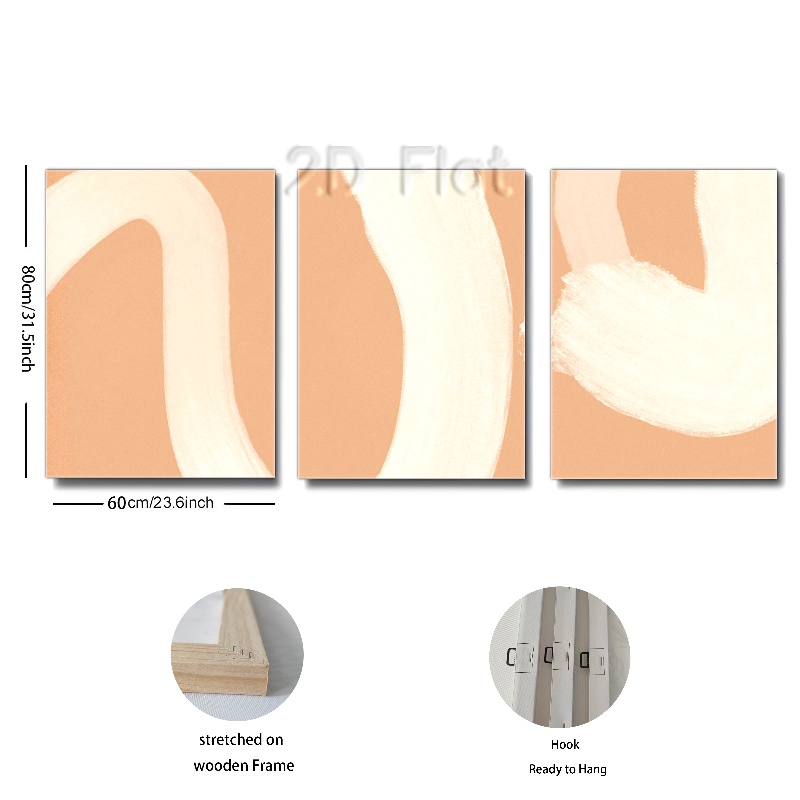 2D Flat
80cm/31.5inch
60cm/23.6inch
stretched on
wooden Frame
Hook
Ready to Hang